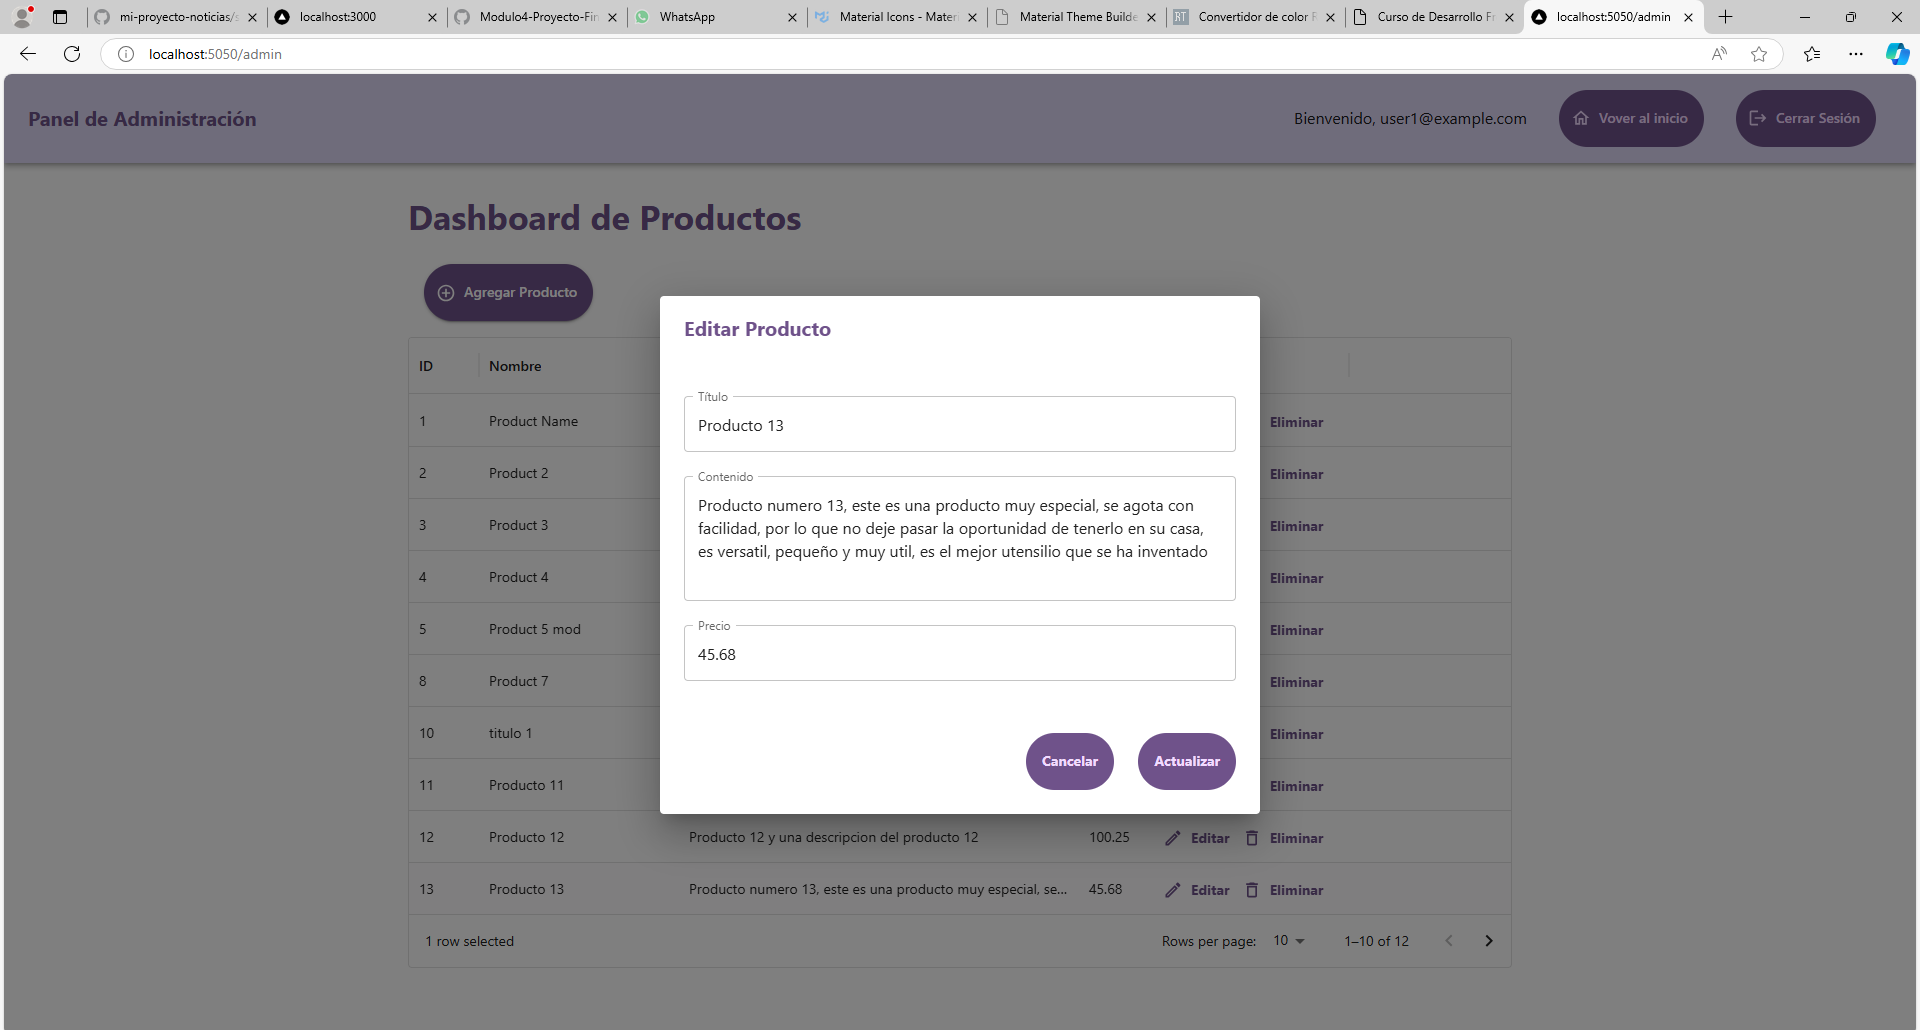 mi-proyecto-noticias/s
localhost:3000
Modulo4-Proyecto-Fin
WhatsApp
Material Icons - Materi
Material Theme Builde
RT
Convertidor de color R
Curso de Desarrollo Fr
localhost:5050/admin
localhost:5050/admin
Panel de Administración
Bienvenido, user1@example.com
Vover al inicio
Cerrar Sesión
Dashboard de Productos
Agregar Producto
Editar Producto
Título
Producto 13
Contenido
Producto numero 13, este es una producto muy especial, se agota con
facilidad, por lo que no deje pasar la oportunidad de tenerlo en su casa,
es versatil, pequeño y muy util, es el mejor utensilio que se ha inventado
Precio
45.68
Cancelar
Actualizar
ID Nombre
1 Product Name Eliminar
2 Product 2 Eliminar
3 Product 3 Eliminar
4 Product 4 Eliminar
5 Product 5 mod Eliminar
8 Product 7 Eliminar
10 titulo 1 Eliminar
11 Producto 11 Eliminar
12 Producto 12 Producto 12 y una descripcion del producto 12 100.25 Editar Eliminar
13 Producto 13 Producto numero 13, este es una producto muy especial, se... 45.68 Editar Eliminar
1 row selected Rows per page: 10 1–10 of 12